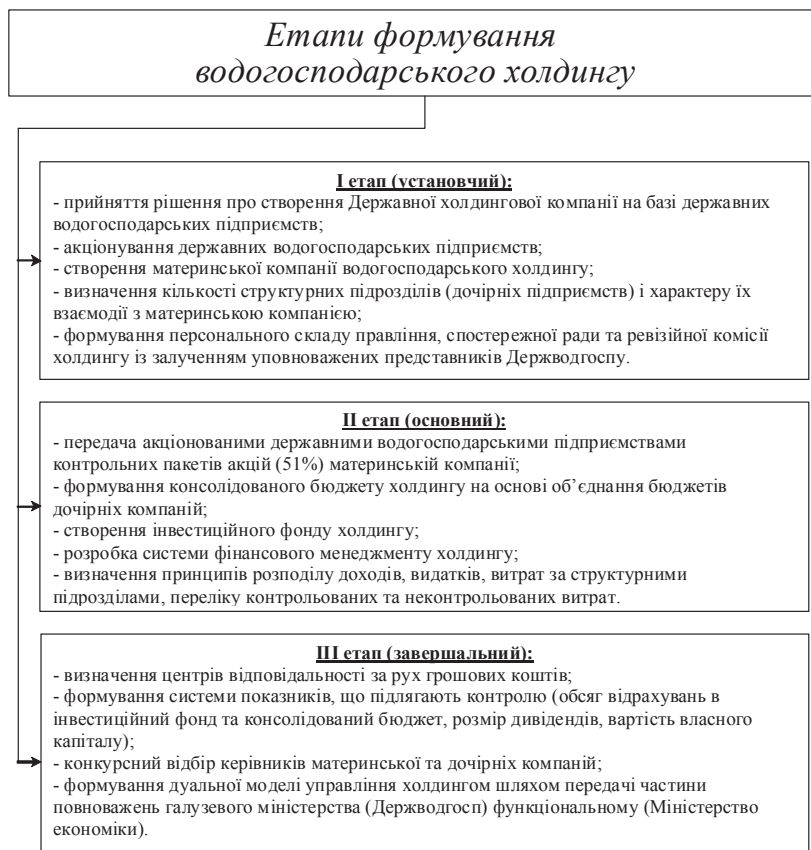 Етапи формування
водогосподарського холдингу
І етап (установчий):
- прийняття рішення про створення Державної холдингової компанії на базі державних
водогосподарських підприємств;
- акціонування державних водогосподарських підприємств;
- створення материнської компанії водогосподарського холдингу;
- визначення кількості структурних підрозділів (дочірніх підприємств) і характеру їх
взаємодії з материнською компанією;
- формування персонального складу правління, спостережної ради та ревізійної комісії
холдингу із залученням уповноважених представників Держводгоспу.
ІІ етап (основний):
- передача акціонованими державними водогосподарськими підприємствами
контрольних пакетів акцій (51%) материнській компанії;
- формування консолідованого бюджету холдингу на основі об’єднання бюджетів
дочірніх компаній;
- створення інвестиційного фонду холдингу;
- розробка системи фінансового менеджменту холдингу;
- визначення принципів розподілу доходів, видатків, витрат за структурними
підрозділами, переліку контрольованих та неконтрольованих витрат.
ІІІ етап (завершальний):
- визначення центрів відповідальності за рух грошових коштів;
- формування системи показників, що підлягають контролю (обсяг відрахувань в
інвестиційний фонд та консолідований бюджет, розмір дивідендів, вартість власного
капіталу);
- конкурсний відбір керівників материнської та дочірніх компаній;
- формування дуальної моделі управління холдингом шляхом передачі частини
повноважень галузевого міністерства (Держводгосп) функціональному (Міністерство
економіки).